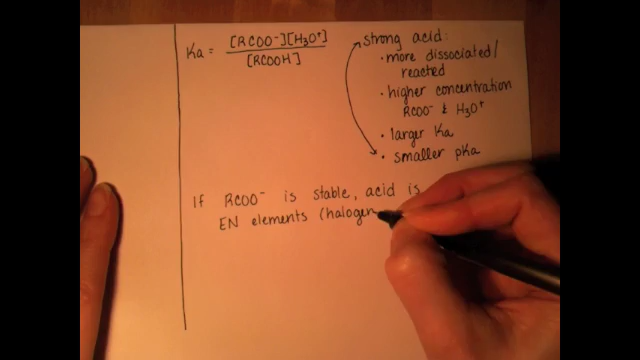 Ka = [RCOO⁻][H₃O⁺]
[RCOOH]
strong acid:
• more dissociated/
reacted
• higher concentration
RCOO⁻ & H₃O⁺
• larger Ka
• smaller pKa
If RCOO⁻ is stable, acid is
EN elements (halogen